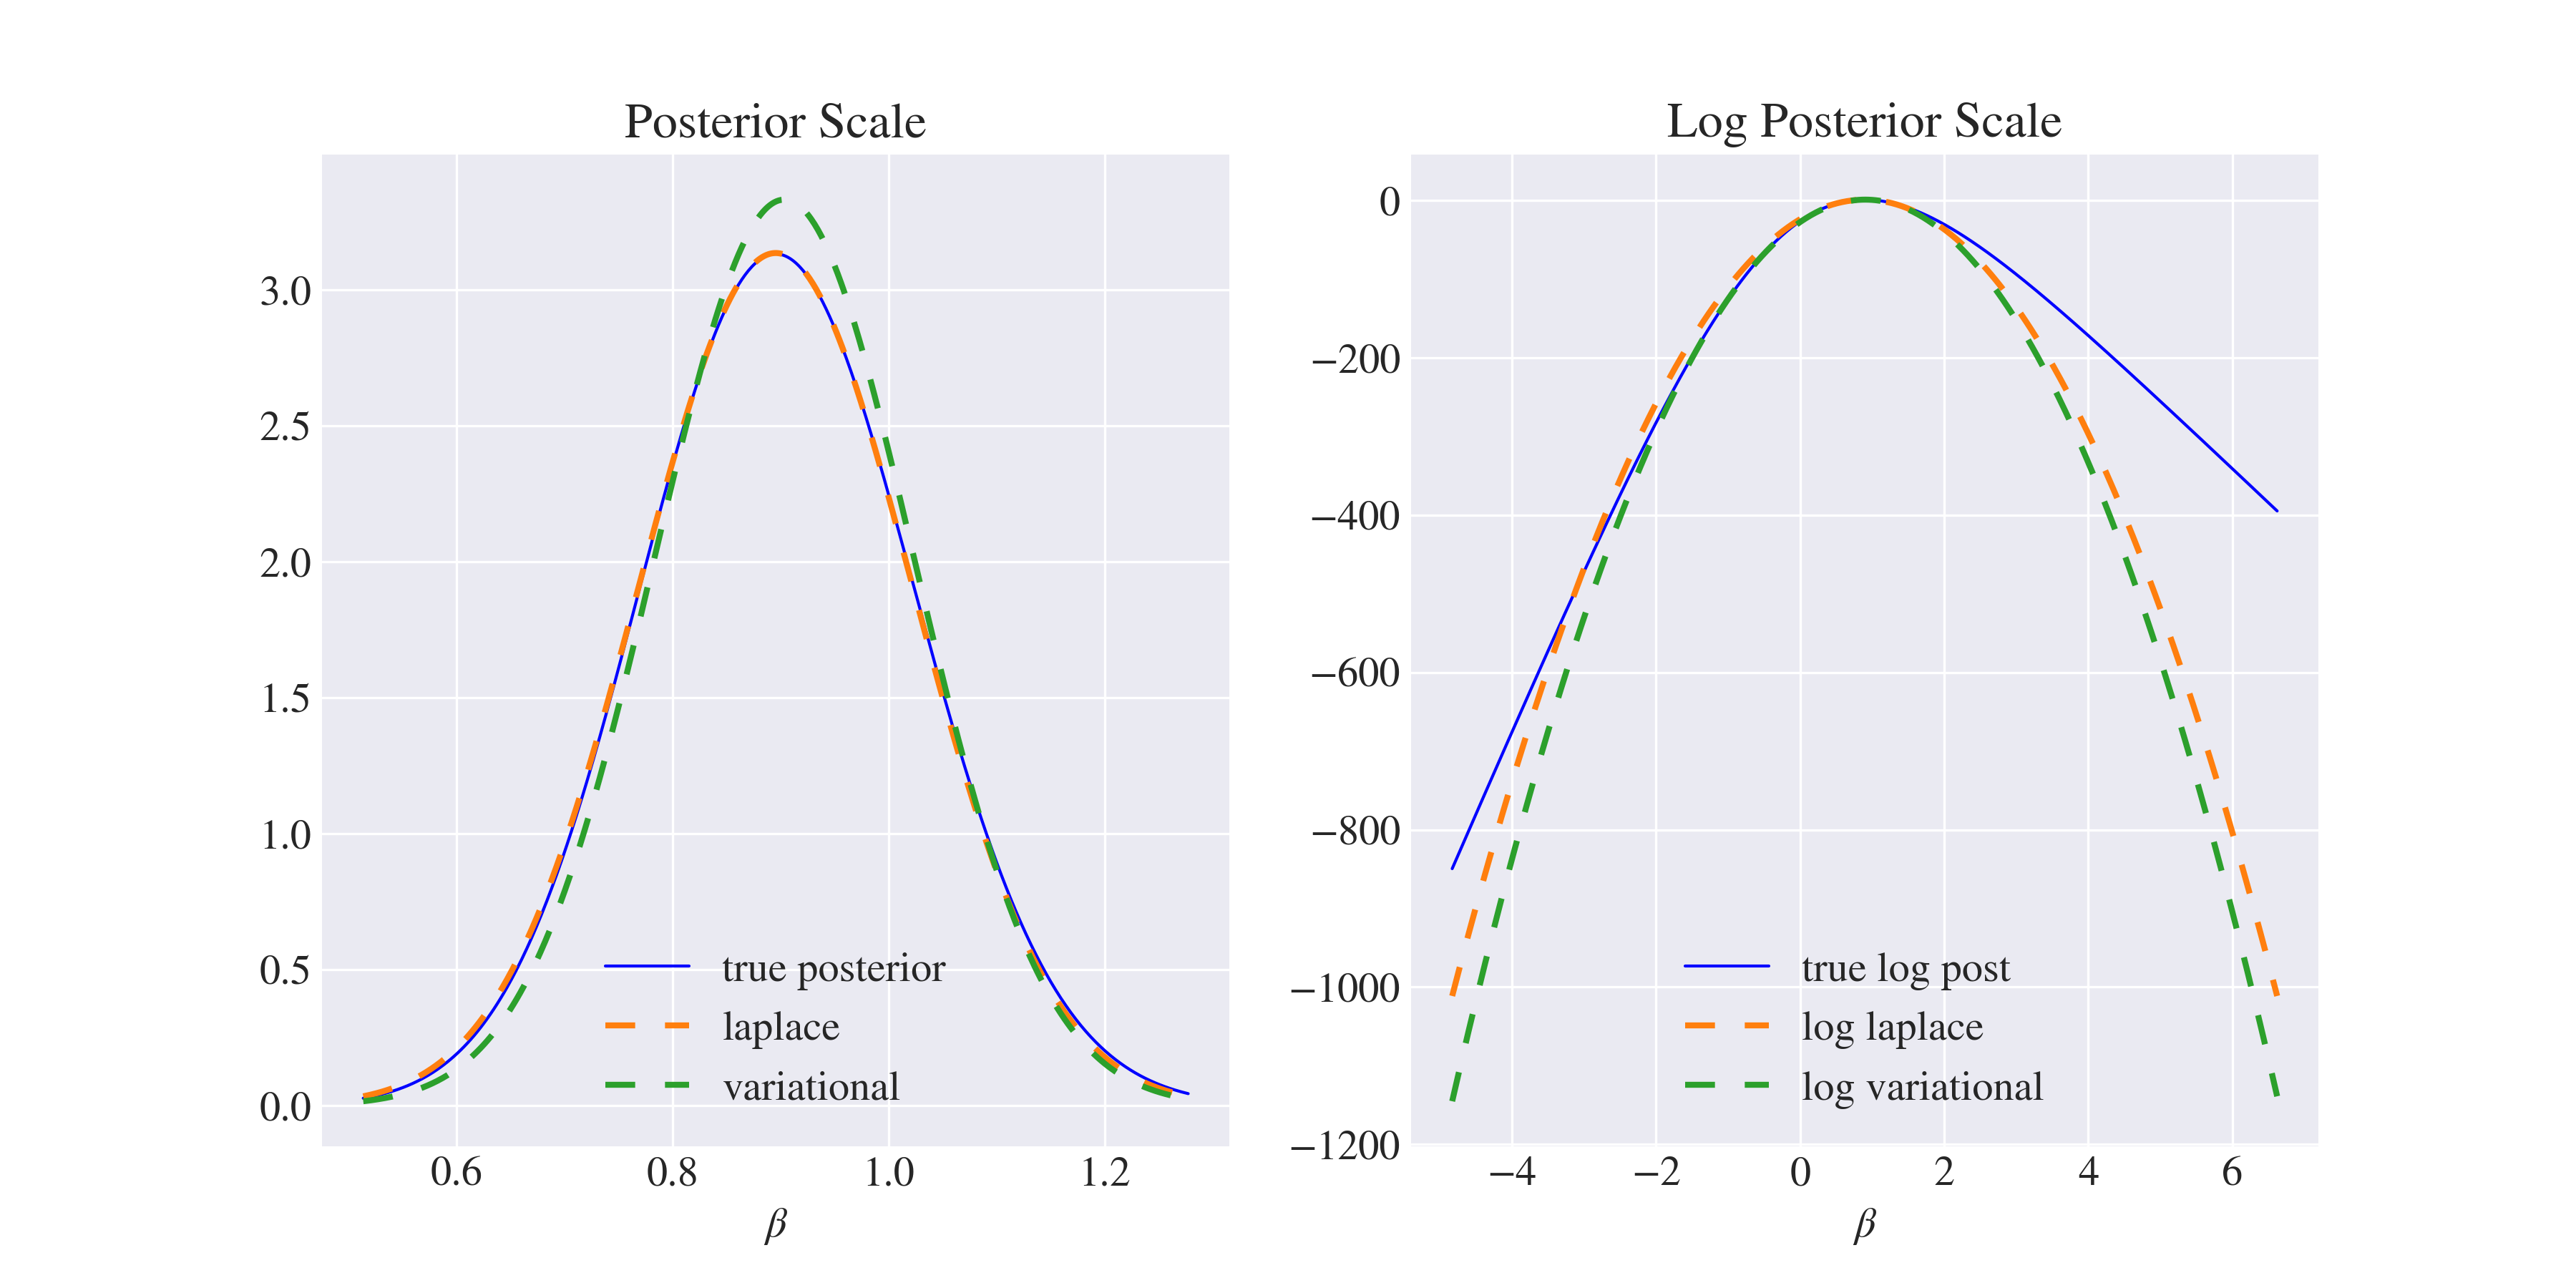 Posterior Scale
3.0
2.5
2.0
1.5
1.0
0.5
0.0
true posterior
laplace
variational
0.6 0.8 1.0 1.2
β
Log Posterior Scale
0
−200
−400
−600
−800
−1000
−1200
true log post
log laplace
log variational
−4 −2 0 2 4 6
β